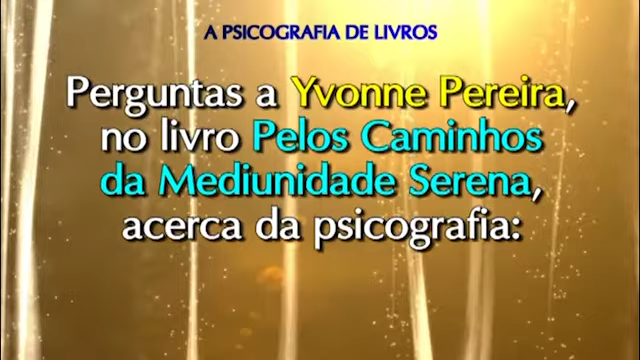 A PSICOGRAFIA DE LIVROS
Perguntas a Yvonne Pereira,
no livro Pelos Caminhos
da Mediunidade Serena,
acerca da psicografia: